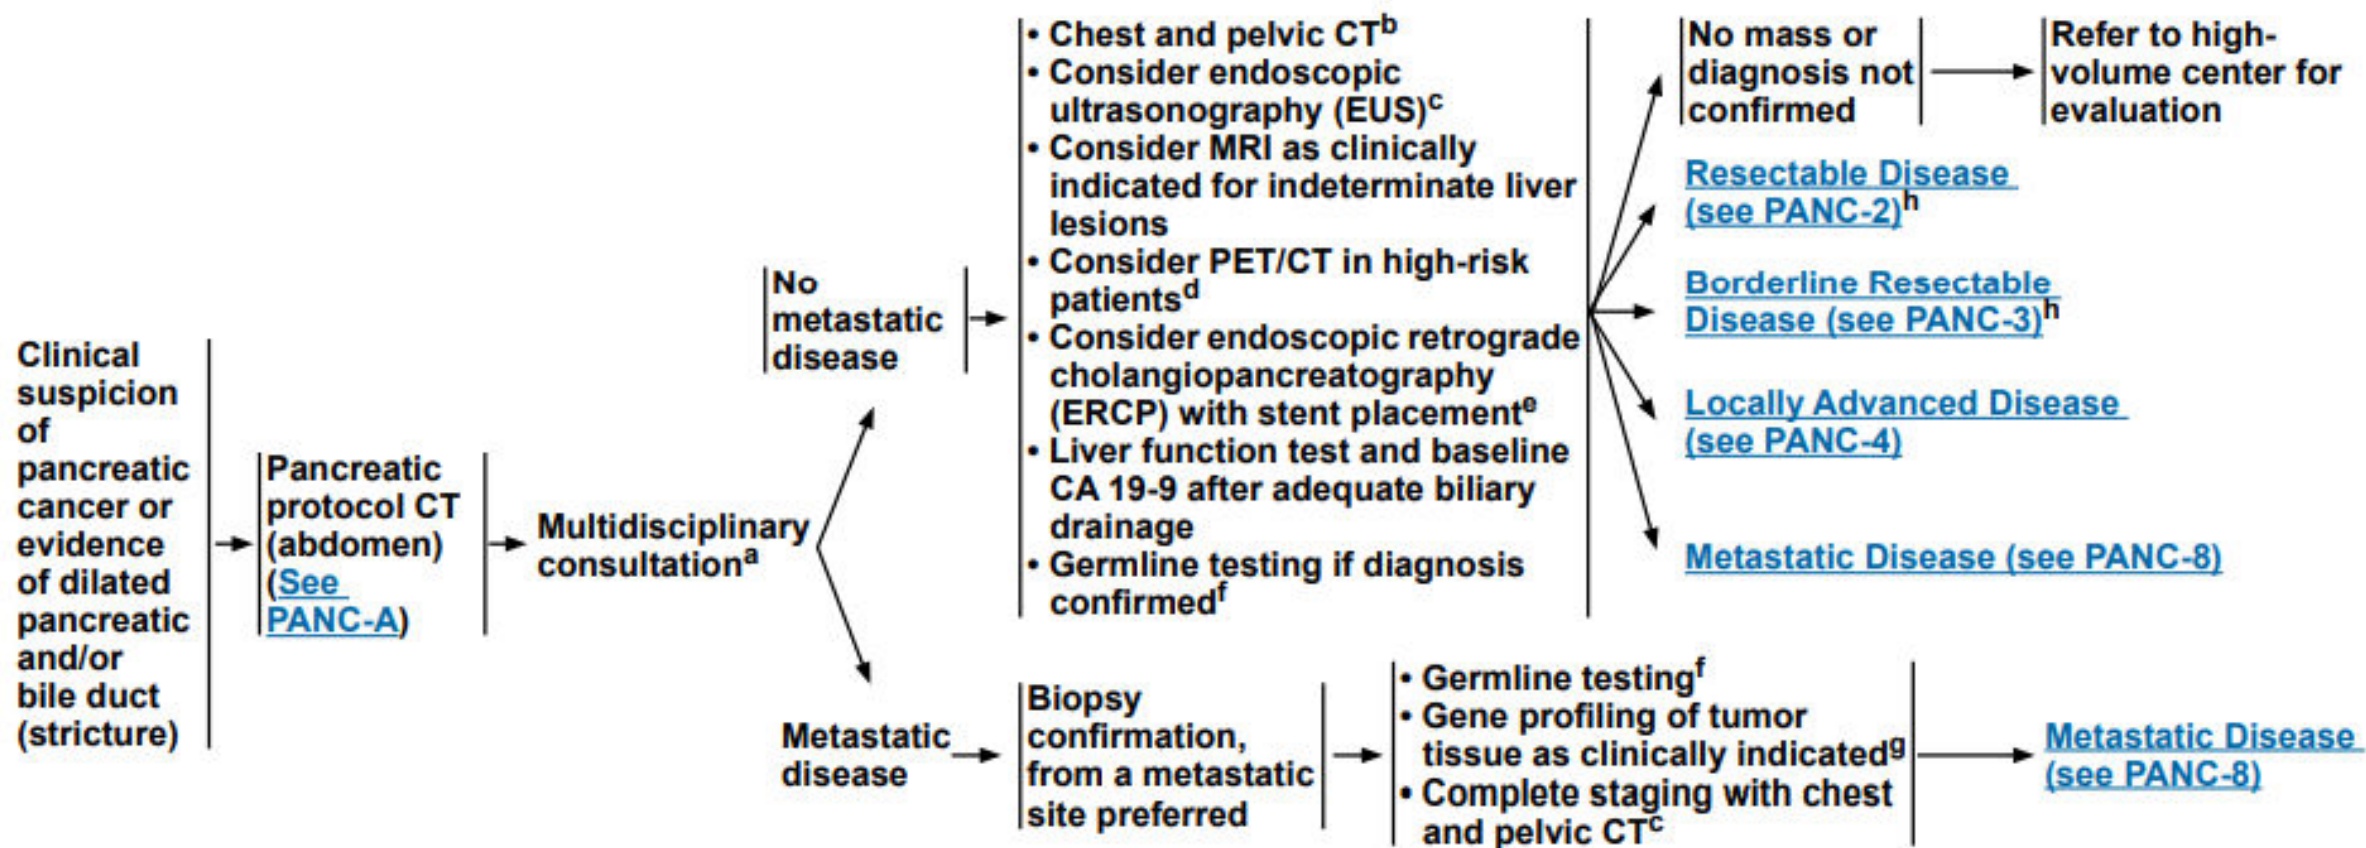 Clinical
suspicion
of
pancreatic
cancer or
evidence
of dilated
pancreatic
and/or
bile duct
(stricture)
Pancreatic
protocol CT
(abdomen)
(See
PANC-A)
Multidisciplinary
consultationa
No
metastatic
disease
• Chest and pelvic CTb
• Consider endoscopic
ultrasonography (EUS)c
• Consider MRI as clinically
indicated for indeterminate liver
lesions
• Consider PET/CT in high-risk
patientsd
• Consider endoscopic retrograde
cholangiopancreatography
(ERCP) with stent placemente
• Liver function test and baseline
CA 19-9 after adequate biliary
drainage
• Germline testing if diagnosis
confirmedf
No mass or
diagnosis not
confirmed
Refer to high-
volume center for
evaluation
Resectable Disease
(see PANC-2)h
Borderline Resectable
Disease (see PANC-3)h
Locally Advanced Disease
(see PANC-4)
Metastatic Disease (see PANC-8)
Metastatic
disease
Biopsy
confirmation,
from a metastatic
site preferred
• Germline testingf
• Gene profiling of tumor
tissue as clinically indicatedg
• Complete staging with chest
and pelvic CTc
Metastatic Disease
(see PANC-8)